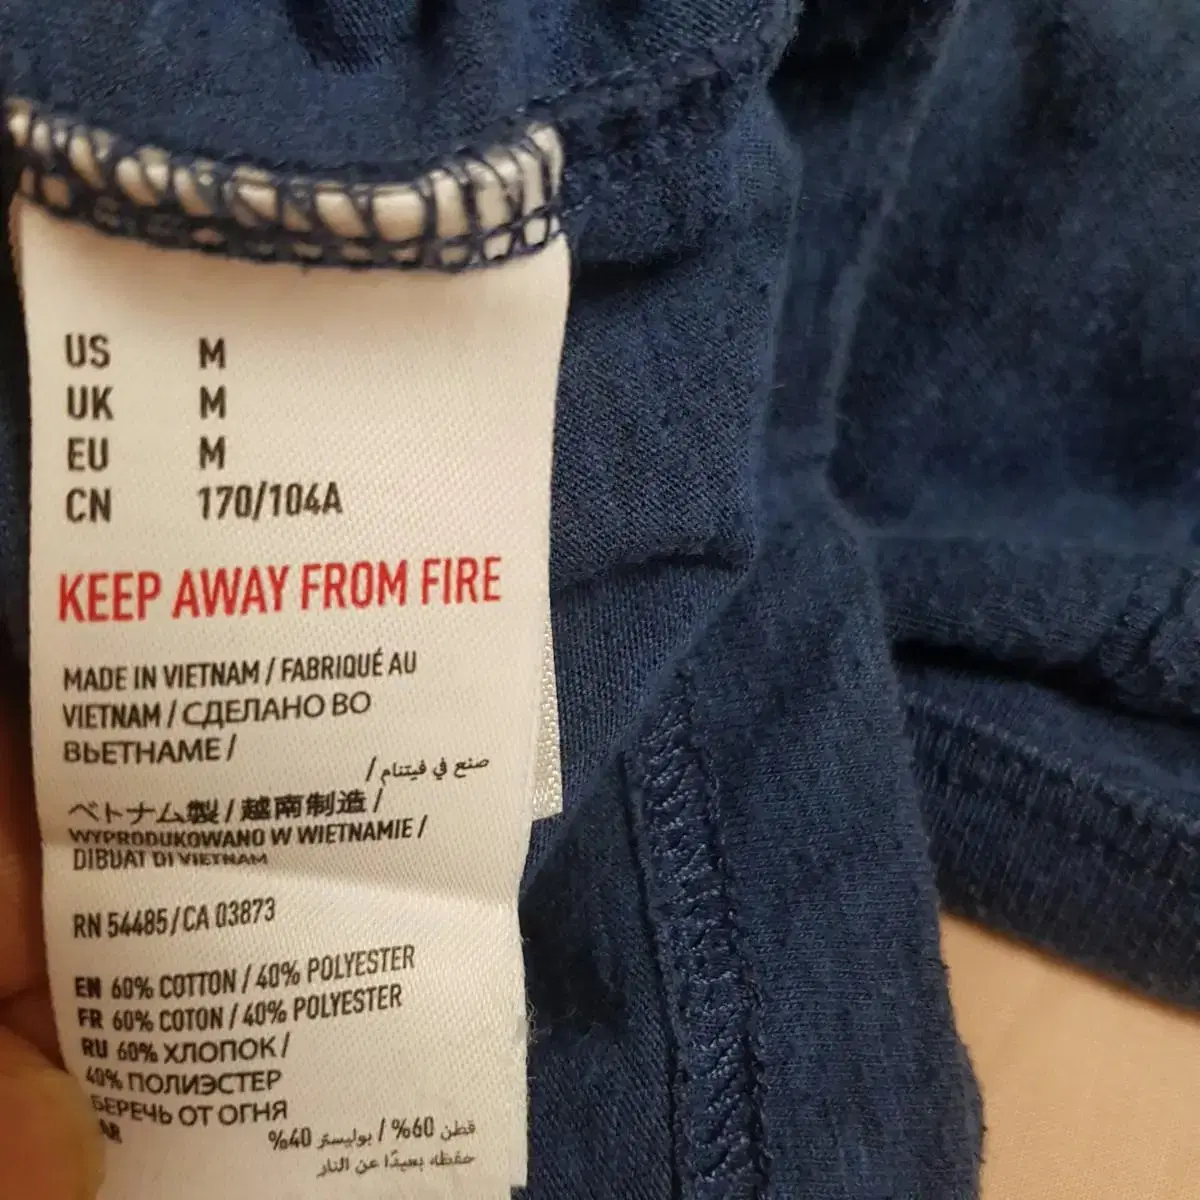 US M
UK M
EU M
CN 170/104A
KEEP AWAY FROM FIRE
MADE IN VIETNAM / FABRIQUÉ AU
VIETNAM / СДЕЛАНО ВО
ВЬЕТНАМЕ /
صنع في فيتنام /
ベトナム製 / 越南制造 /
WYPRODUKOWANO W WIETNAMIE /
DIBUAT DI VIETNAM
RN 54485 / CA 03873
EN 60% COTTON / 40% POLYESTER
FR 60% COTON / 40% POLYESTER
RU 60% ХЛОПОК /
40% ПОЛИЭСТЕР
БЕРЕЧЬ ОТ ОГНЯ
AR
قطن 60% / بوليستر 40%
حفظه بعيدًا عن النار